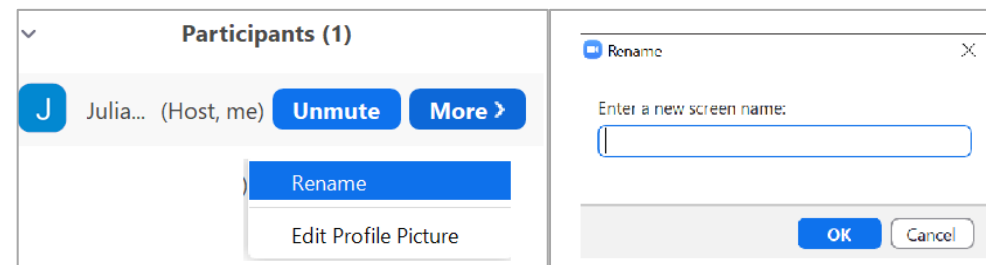 Participants (1)
J Julia... (Host, me) Unmute More >
)
Rename
Edit Profile Picture
Rename
Enter a new screen name:
OK Cancel